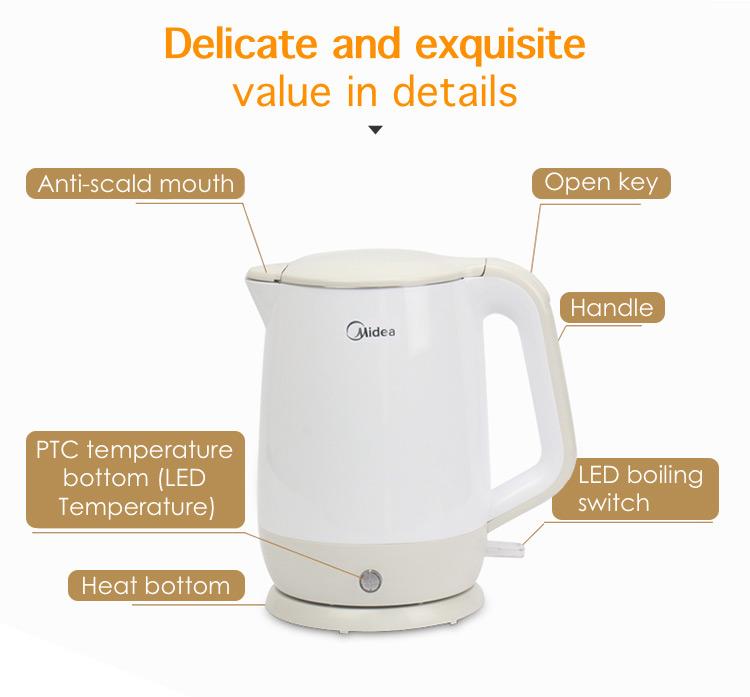 Delicate and exquisite
value in details
Anti-scald mouth
Open key
Handle
Midea
PTC temperature
bottom (LED
Temperature)
LED boiling
switch
Heat bottom